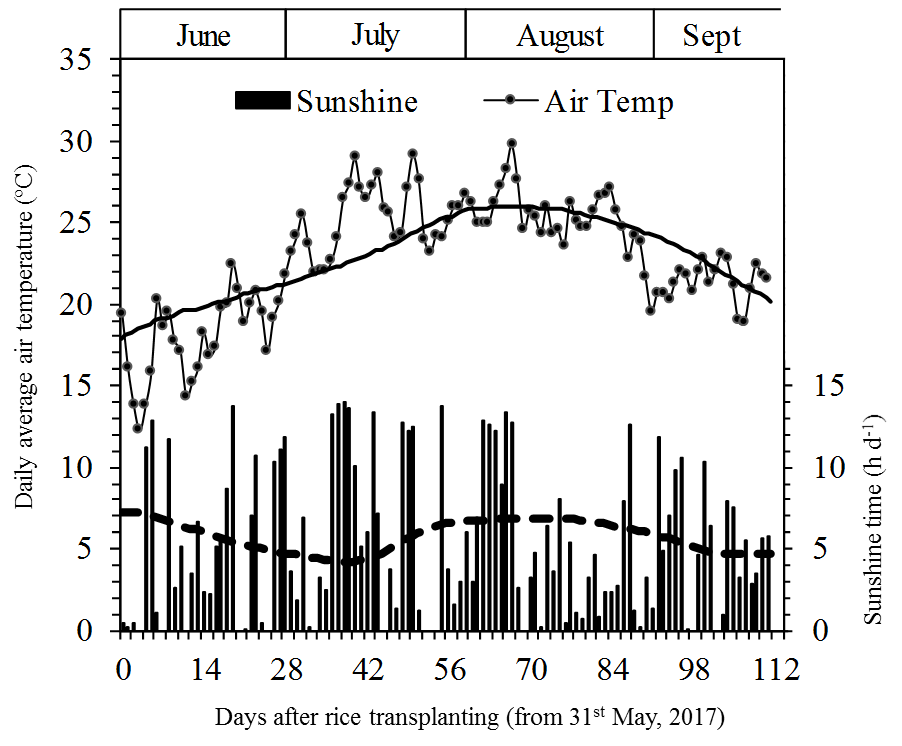 June July August Sept
35
Sunshine Air Temp
30
25
20
15 15
10 10
5 5
0 0
0 14 28 42 56 70 84 98 112
Daily average air temperature (°C)
Sunshine time (h d-1)
Days after rice transplanting (from 31st May, 2017)